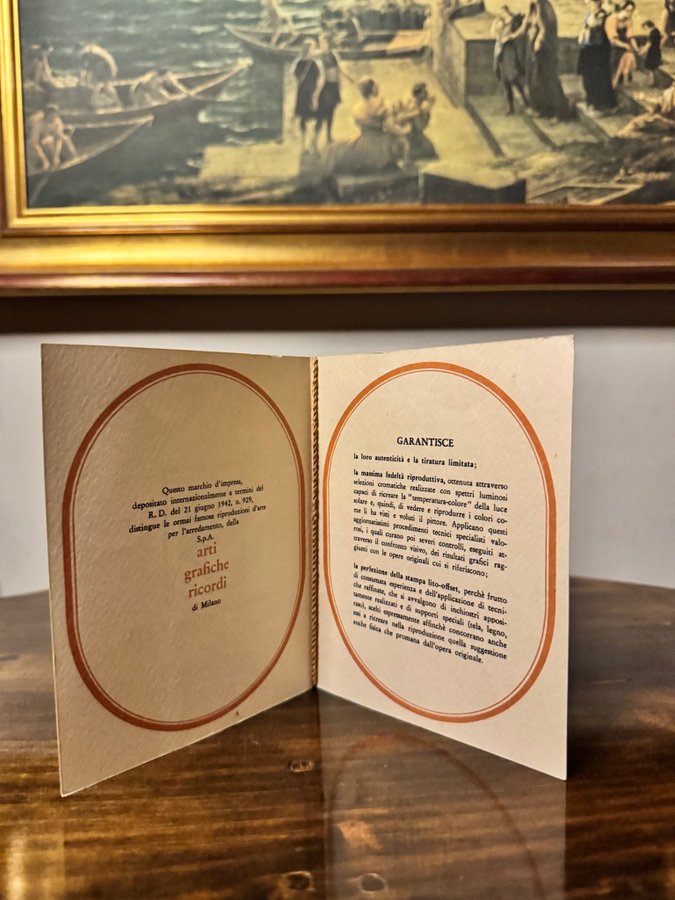 Questo marchio d'impresa,
depositato internazionalmente a termini del
R. D. del 21 giugno 1942, n. 929,
distingue le ormai famose riproduzioni d'arte
per l'arredamento, della
S.p.A.
arti
grafiche
ricordi
di Milano
GARANTISCE
la loro autenticità e la tiratura limitata;
la massima fedeltà riproduttiva, ottenuta attraverso
selezioni cromatiche realizzate con spettri luminosi
capaci di ricreare la "temperatura-colore" della luce
solare e, quindi, di vedere e riprodurre i colori co-
me li ha visti e voluti il pittore. Applicano questi
aggiornatissimi procedimenti tecnici specialisti valo-
rosi, i quali curano poi severi controlli, eseguiti at-
traverso il confronto visivo, dei risultati grafici rag-
giunti con le opere originali cui si riferiscono;
la perfezione della stampa lito-offset, perchè frutto
di consumata esperienza e dell'applicazione di tecni-
che raffinate, che si avvalgono di inchiostri apposi-
tamente realizzati e di supporti speciali (tela, legno,
raso), scelti espressamente affinchè concorrano anche
essi a ricreare nella riproduzione quella suggestione
anche fisica che promana dall'opera originale.